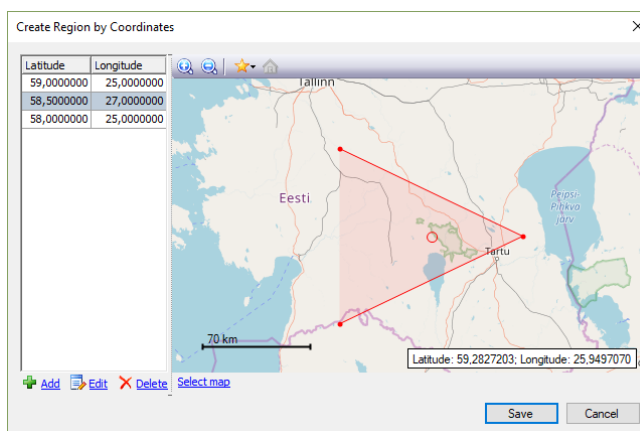 Create Region by Coordinates
Latitude Longitude
59,0000000 25,0000000
58,5000000 27,0000000
58,0000000 25,0000000
Tallinn
Eesti
Peipsi-
Pihkva
järv
Tartu
70 km
Latitude: 59,2827203; Longitude: 25,9497070
Add Edit Delete Select map
Save Cancel